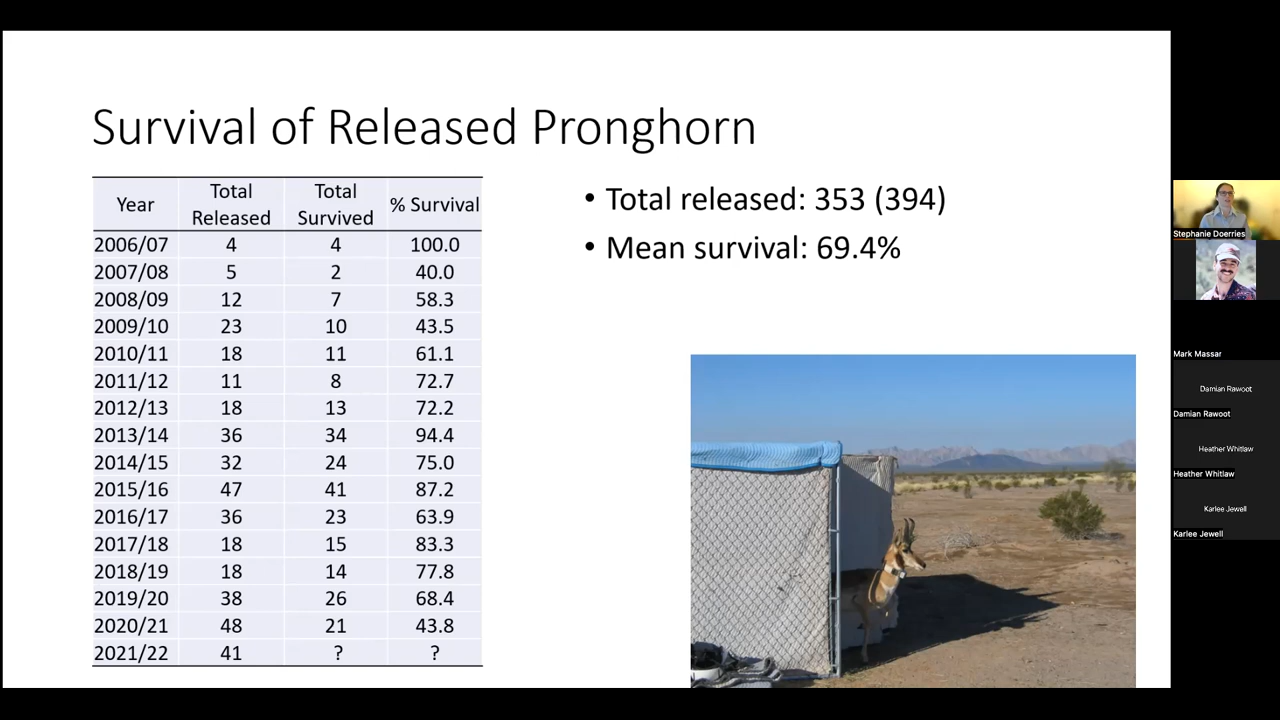 Survival of Released Pronghorn
Year Total Released Total Survived % Survival
2006/07 4 4 100.0
2007/08 5 2 40.0
2008/09 12 7 58.3
2009/10 23 10 43.5
2010/11 18 11 61.1
2011/12 11 8 72.7
2012/13 18 13 72.2
2013/14 36 34 94.4
2014/15 32 24 75.0
2015/16 47 41 87.2
2016/17 36 23 63.9
2017/18 18 15 83.3
2018/19 18 14 77.8
2019/20 38 26 68.4
2020/21 48 21 43.8
2021/22 41 ? ?
• Total released: 353 (394)
• Mean survival: 69.4%
Stephanie Doerries
Mark Massar
Damian Rawoot
Damian Rawoot
Heather Whitlaw
Heather Whitlaw
Karlee Jewell
Karlee Jewell